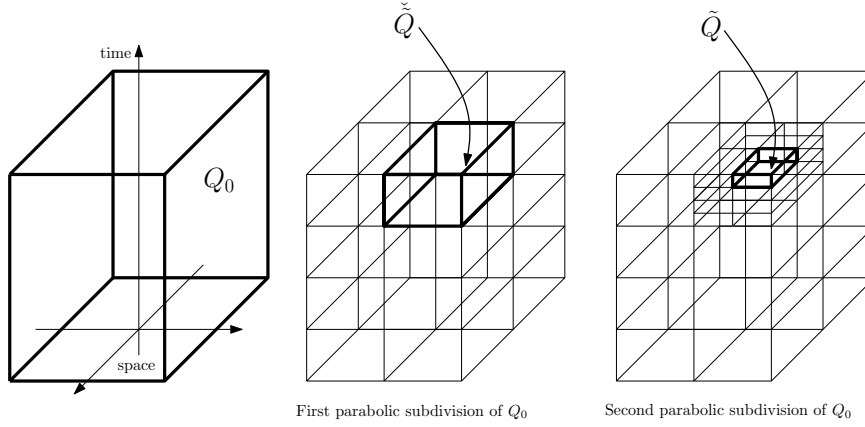 time
Q₀
space
Q̌̃
First parabolic subdivision of Q₀
Q̃
Second parabolic subdivision of Q₀